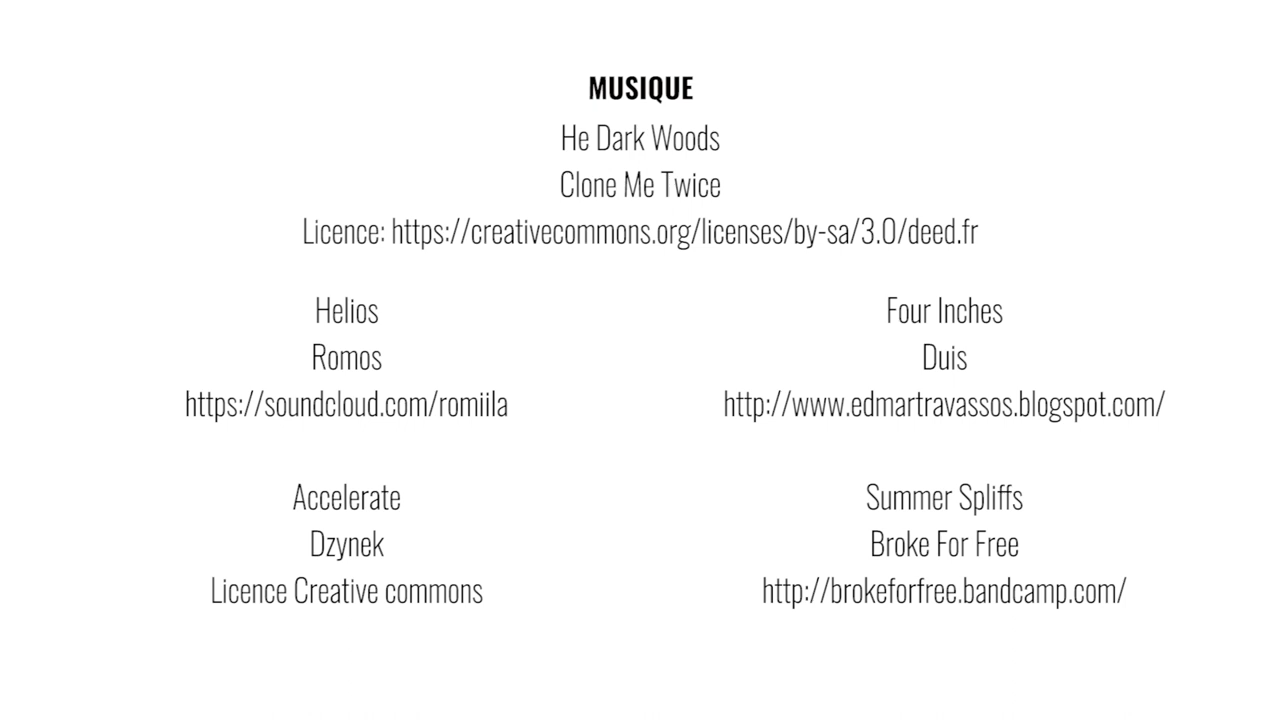 MUSIQUE
He Dark Woods
Clone Me Twice
Licence: https://creativecommons.org/licenses/by-sa/3.0/deed.fr
Helios
Romos
https://soundcloud.com/romiila
Four Inches
Duis
http://www.edmartravassos.blogspot.com/
Accelerate
Dzynek
Licence Creative commons
Summer Spliffs
Broke For Free
http://brokeforfree.bandcamp.com/